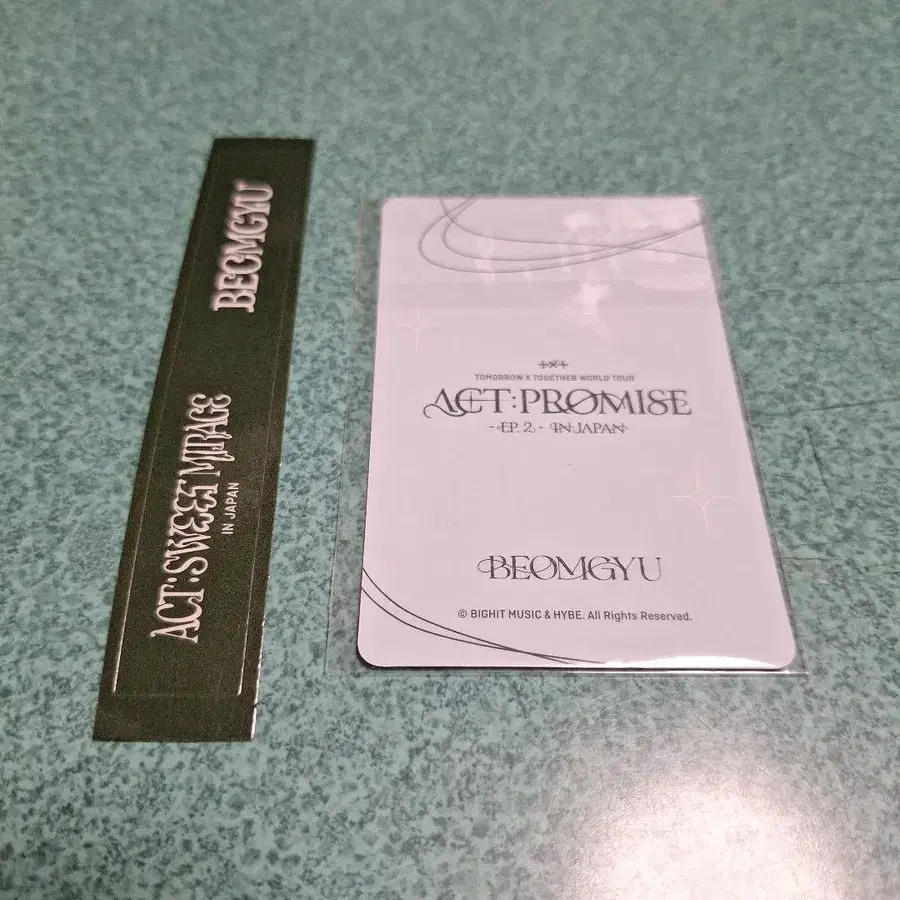 BEOMGYU
ACT:SWEET MIRAGE
IN JAPAN
TOMORROW X TOGETHER WORLD TOUR
ACT:PROMISE
- EP. 2 - IN JAPAN
BEOMGYU
© BIGHIT MUSIC & HYBE. All Rights Reserved.